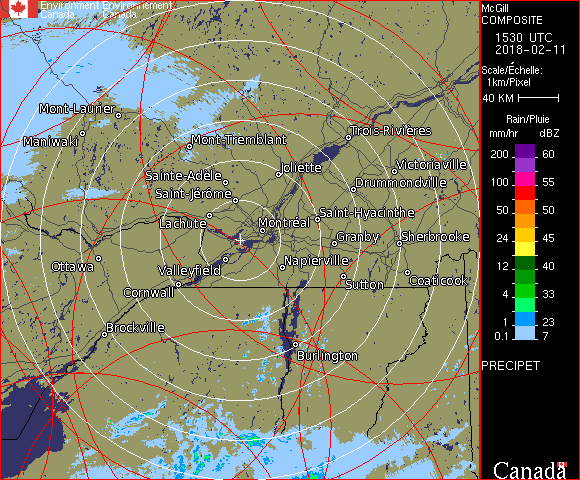 Environment Environnement
Canada Canada
McGill
COMPOSITE
1530 UTC
2018-02-11
Scale/Échelle:
1km/Pixel
40 KM
Rain/Pluie
mm/hr dBZ
200 60
55
100 55
50 50
24 45
12 40
4 33
1 23
0.1 7
PRECIPET
Canada
Mont-Laurier
Maniwaki
Mont-Tremblant
Trois-Rivières
Sainte-Adèle
Joliette
Victoriaville
Saint-Jérôme
Drummondville
Lachute
Montréal
Saint-Hyacinthe
Granby
Sherbrooke
Ottawa
Valleyfield
Napierville
Cornwall
Sutton
Coaticook
Brockville
Burlington